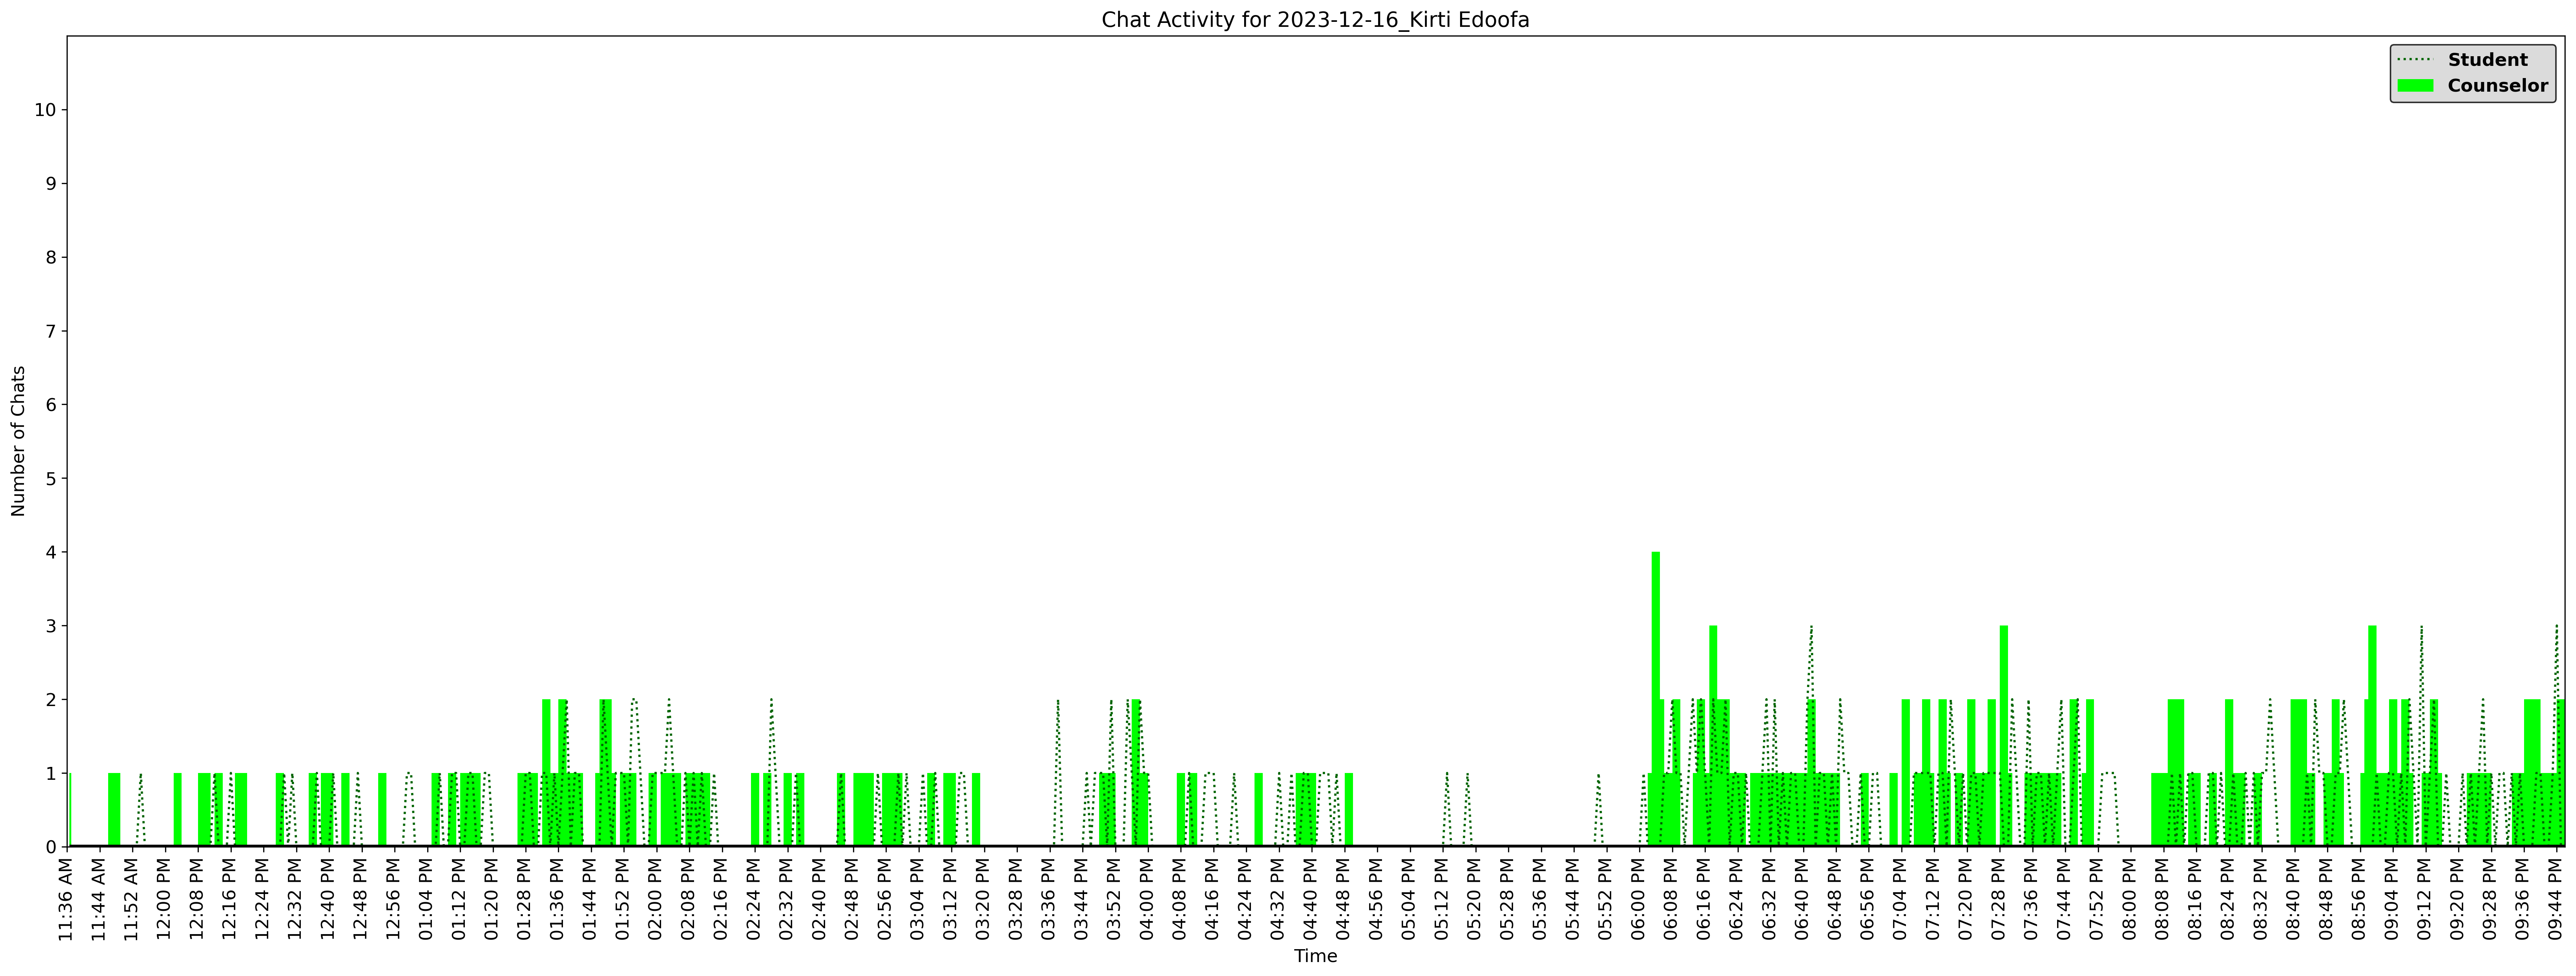 Chat Activity for 2023-12-16_Kirti Edoofa
Student
Counselor
Number of Chats
10
9
8
7
6
5
4
3
2
1
0
11:36 AM
11:44 AM
11:52 AM
12:00 PM
12:08 PM
12:16 PM
12:24 PM
12:32 PM
12:40 PM
12:48 PM
12:56 PM
01:04 PM
01:12 PM
01:20 PM
01:28 PM
01:36 PM
01:44 PM
01:52 PM
02:00 PM
02:08 PM
02:16 PM
02:24 PM
02:32 PM
02:40 PM
02:48 PM
02:56 PM
03:04 PM
03:12 PM
03:20 PM
03:28 PM
03:36 PM
03:44 PM
03:52 PM
04:00 PM
04:08 PM
04:16 PM
04:24 PM
04:32 PM
04:40 PM
04:48 PM
04:56 PM
05:04 PM
05:12 PM
05:20 PM
05:28 PM
05:36 PM
05:44 PM
05:52 PM
06:00 PM
06:08 PM
06:16 PM
06:24 PM
06:32 PM
06:40 PM
06:48 PM
06:56 PM
07:04 PM
07:12 PM
07:20 PM
07:28 PM
07:36 PM
07:44 PM
07:52 PM
08:00 PM
08:08 PM
08:16 PM
08:24 PM
08:32 PM
08:40 PM
08:48 PM
08:56 PM
09:04 PM
09:12 PM
09:20 PM
09:28 PM
09:36 PM
09:44 PM
Time